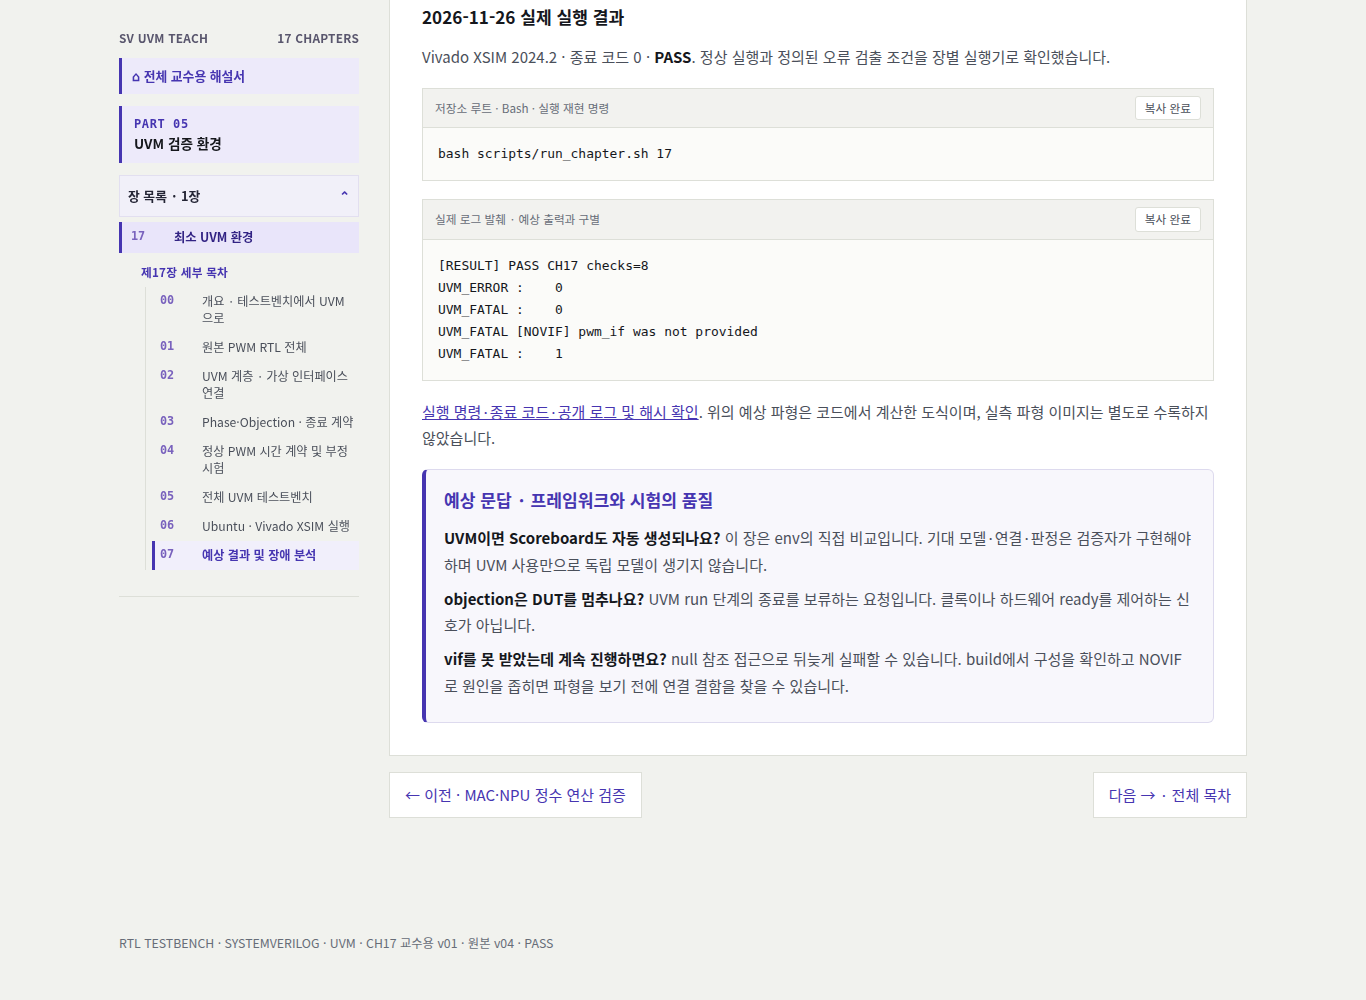 SV UVM TEACH 17 CHAPTERS
⌂ 전체 교수용 해설서
PART 05
UVM 검증 환경
장 목록 · 1장
17 최소 UVM 환경
제17장 세부 목차
00 개요 · 테스트벤치에서 UVM
으로
01 원본 PWM RTL 전체
02 UVM 계층 · 가상 인터페이스
연결
03 Phase·Objection · 종료 계약
04 정상 PWM 시간 계약 및 부정
시험
05 전체 UVM 테스트벤치
06 Ubuntu · Vivado XSIM 실행
07 예상 결과 및 장애 분석
2026-11-26 실제 실행 결과
Vivado XSIM 2024.2 · 종료 코드 0 · PASS. 정상 실행과 정의된 오류 검출 조건을 장별 실행기로 확인했습니다.
저장소 루트 · Bash · 실행 재현 명령 복사 완료
bash scripts/run_chapter.sh 17
실제 로그 발췌 · 예상 출력과 구별 복사 완료
[RESULT] PASS CH17 checks=8
UVM_ERROR :    0
UVM_FATAL :    0
UVM_FATAL [NOVIF] pwm_if was not provided
UVM_FATAL :    1
실행 명령·종료 코드·공개 로그 및 해시 확인. 위의 예상 파형은 코드에서 계산한 도식이며, 실측 파형 이미지는 별도로 수록하지
않았습니다.
예상 문답 · 프레임워크와 시험의 품질
UVM이면 Scoreboard도 자동 생성되나요? 이 장은 env의 직접 비교입니다. 기대 모델·연결·판정은 검증자가 구현해야
하며 UVM 사용만으로 독립 모델이 생기지 않습니다.
objection은 DUT를 멈추나요? UVM run 단계의 종료를 보류하는 요청입니다. 클록이나 하드웨어 ready를 제어하는 신
호가 아닙니다.
vif를 못 받았는데 계속 진행하면요? null 참조 접근으로 뒤늦게 실패할 수 있습니다. build에서 구성을 확인하고 NOVIF
로 원인을 좁히면 파형을 보기 전에 연결 결함을 찾을 수 있습니다.
← 이전 · MAC·NPU 정수 연산 검증
다음 → · 전체 목차
RTL TESTBENCH · SYSTEMVERILOG · UVM · CH17 교수용 v01 · 원본 v04 · PASS